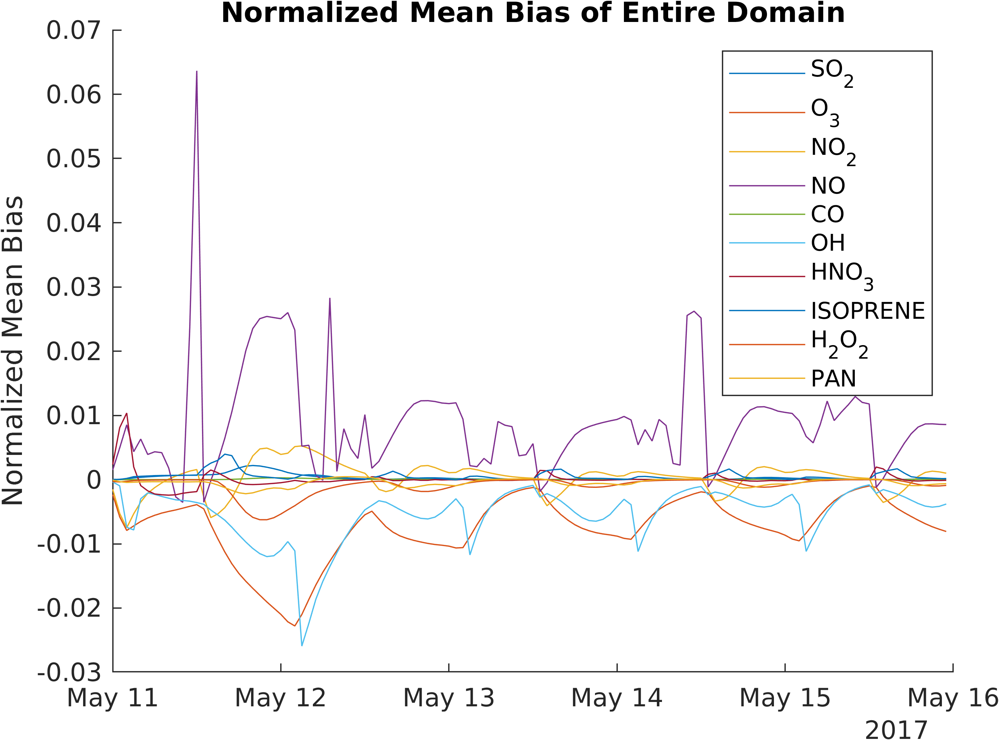 Normalized Mean Bias of Entire Domain
Normalized Mean Bias
0.07
0.06
0.05
0.04
0.03
0.02
0.01
0
-0.01
-0.02
-0.03
SO2
O3
NO2
NO
CO
OH
HNO3
ISOPRENE
H2O2
PAN
May 11 May 12 May 13 May 14 May 15 May 16
2017